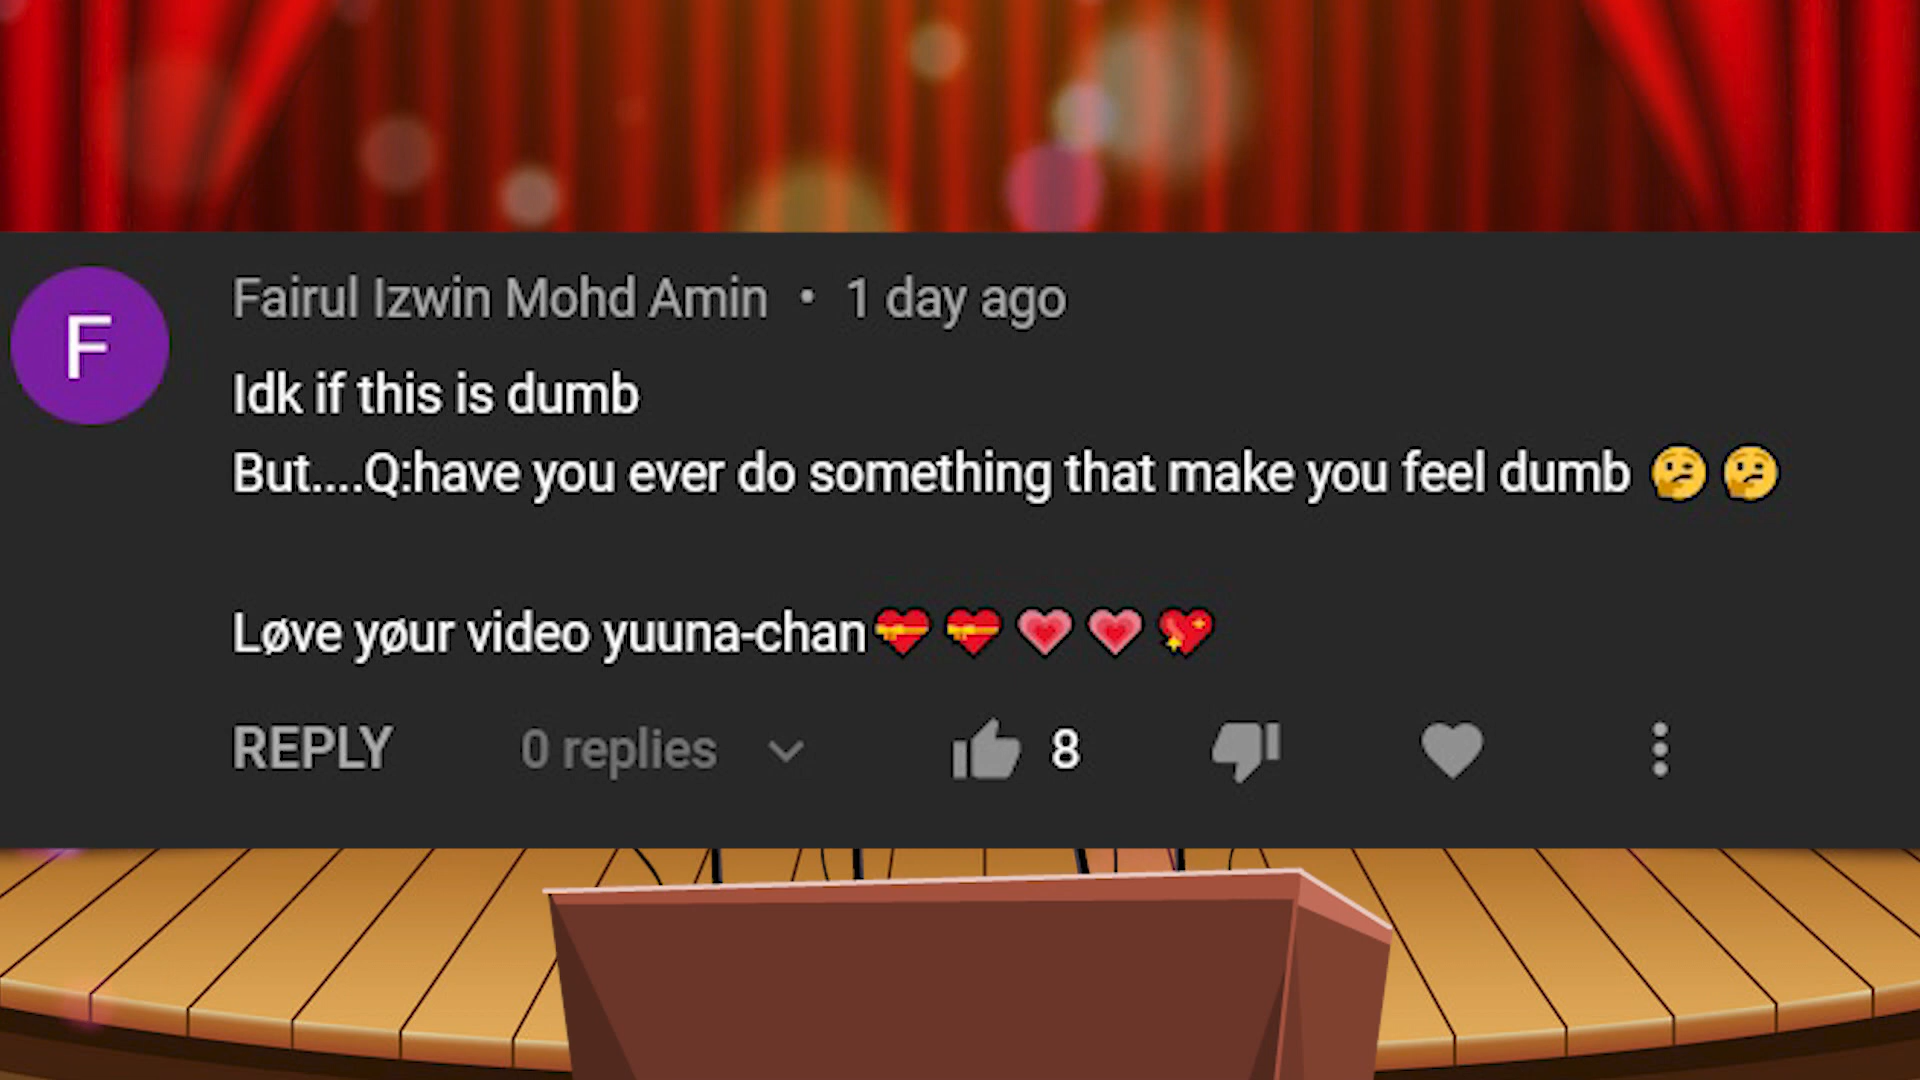 F
Fairul Izwin Mohd Amin • 1 day ago
Idk if this is dumb
But....Q:have you ever do something that make you feel dumb 🤔🤔
Løve yøur video yuuna-chan💝💝💗💗💖
REPLY 0 replies 8